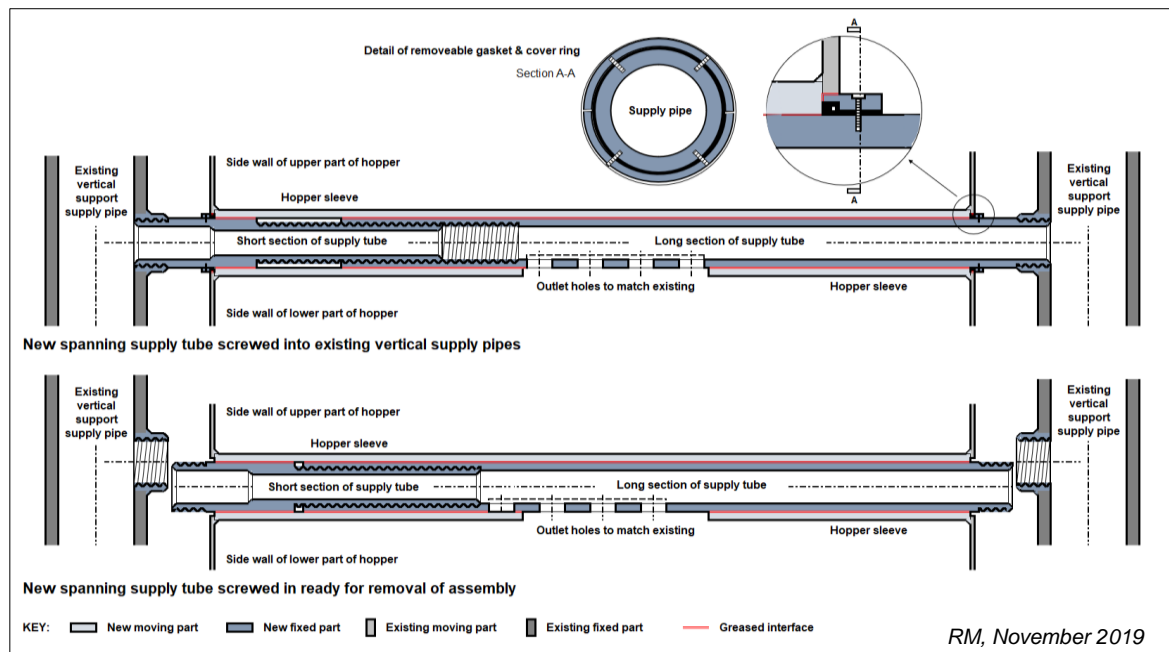 Detail of removeable gasket & cover ring
Section A-A
Supply pipe
A
A
Existing
vertical
support
supply pipe
Side wall of upper part of hopper
Hopper sleeve
Existing
vertical
support
supply pipe
Short section of supply tube
Long section of supply tube
Outlet holes to match existing
Hopper sleeve
Side wall of lower part of hopper
New spanning supply tube screwed into existing vertical supply pipes
Existing
vertical
support
supply pipe
Side wall of upper part of hopper
Hopper sleeve
Existing
vertical
support
supply pipe
Short section of supply tube
Long section of supply tube
Outlet holes to match existing
Hopper sleeve
Side wall of lower part of hopper
New spanning supply tube screwed in ready for removal of assembly
KEY: New moving part New fixed part Existing moving part Existing fixed part Greased interface
RM, November 2019